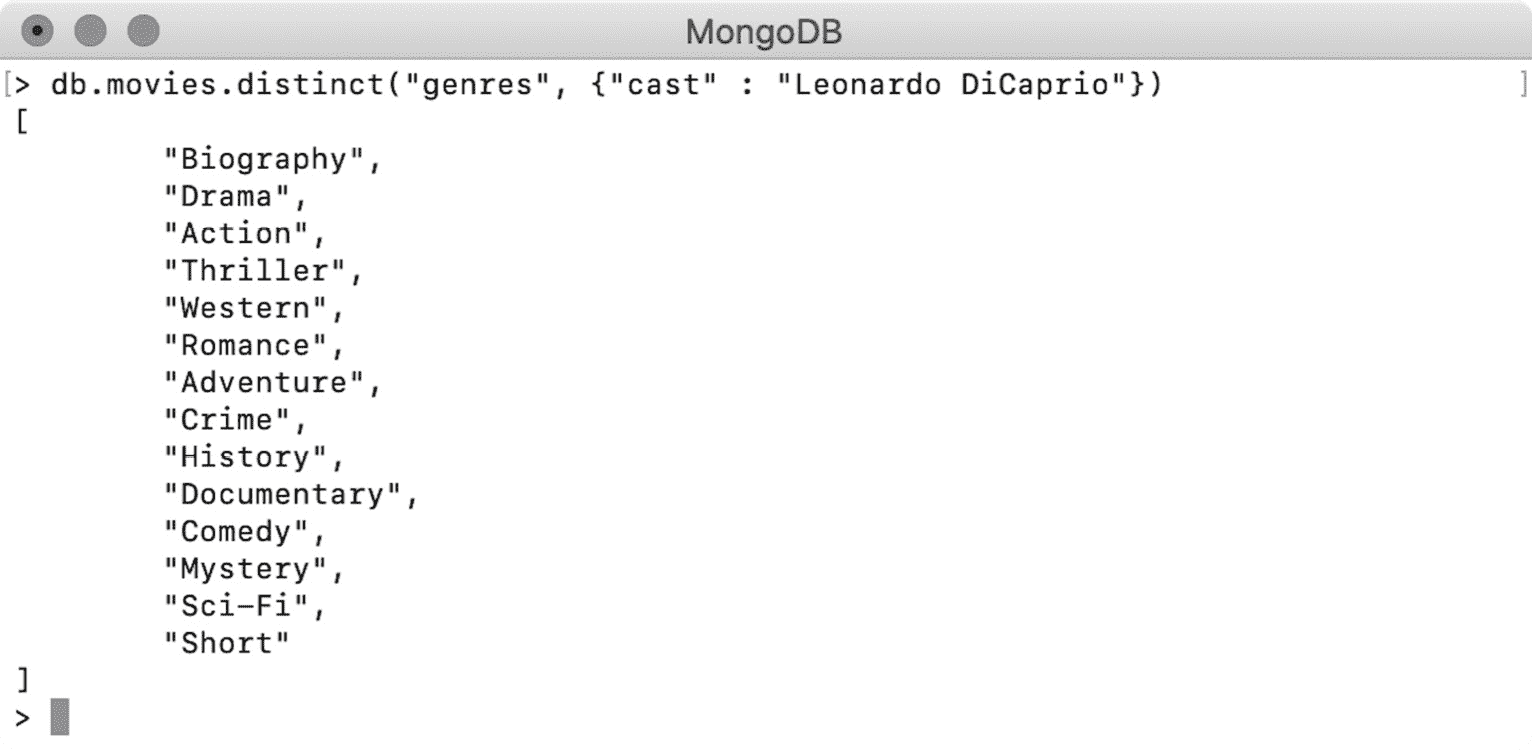 MongoDB
[> db.movies.distinct("genres", {"cast" : "Leonardo DiCaprio"}) ]
[
"Biography",
"Drama",
"Action",
"Thriller",
"Western",
"Romance",
"Adventure",
"Crime",
"History",
"Documentary",
"Comedy",
"Mystery",
"Sci-Fi",
"Short"
]
>